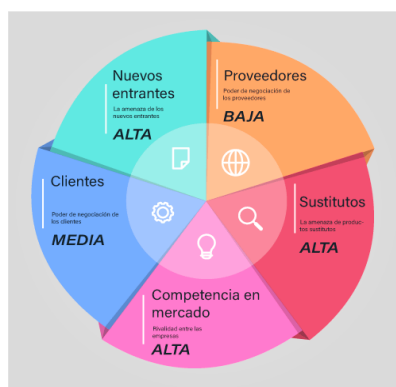 Nuevos
entrantes
La amenaza de los
nuevos entrantes
ALTA
Proveedores
Poder de negociación de
los proveedores
BAJA
Clientes
Poder de negociación de
los clientes
MEDIA
Sustitutos
La amenaza de produc-
tos sustitutos
ALTA
Competencia en
mercado
Rivalidad entre las
empresas
ALTA